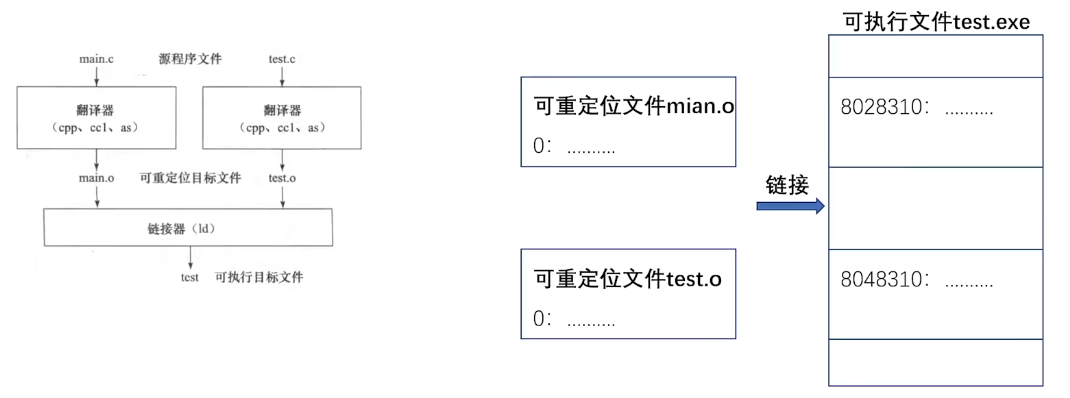 main.c 源程序文件 test.c
翻译器 翻译器
(cpp、cc1、as) (cpp、cc1、as)
main.o 可重定位目标文件 test.o
链接器（ld）
test 可执行目标文件
可重定位文件mian.o
0：..........
可重定位文件test.o
0：..........
链接
可执行文件test.exe
8028310：..........
8048310：..........